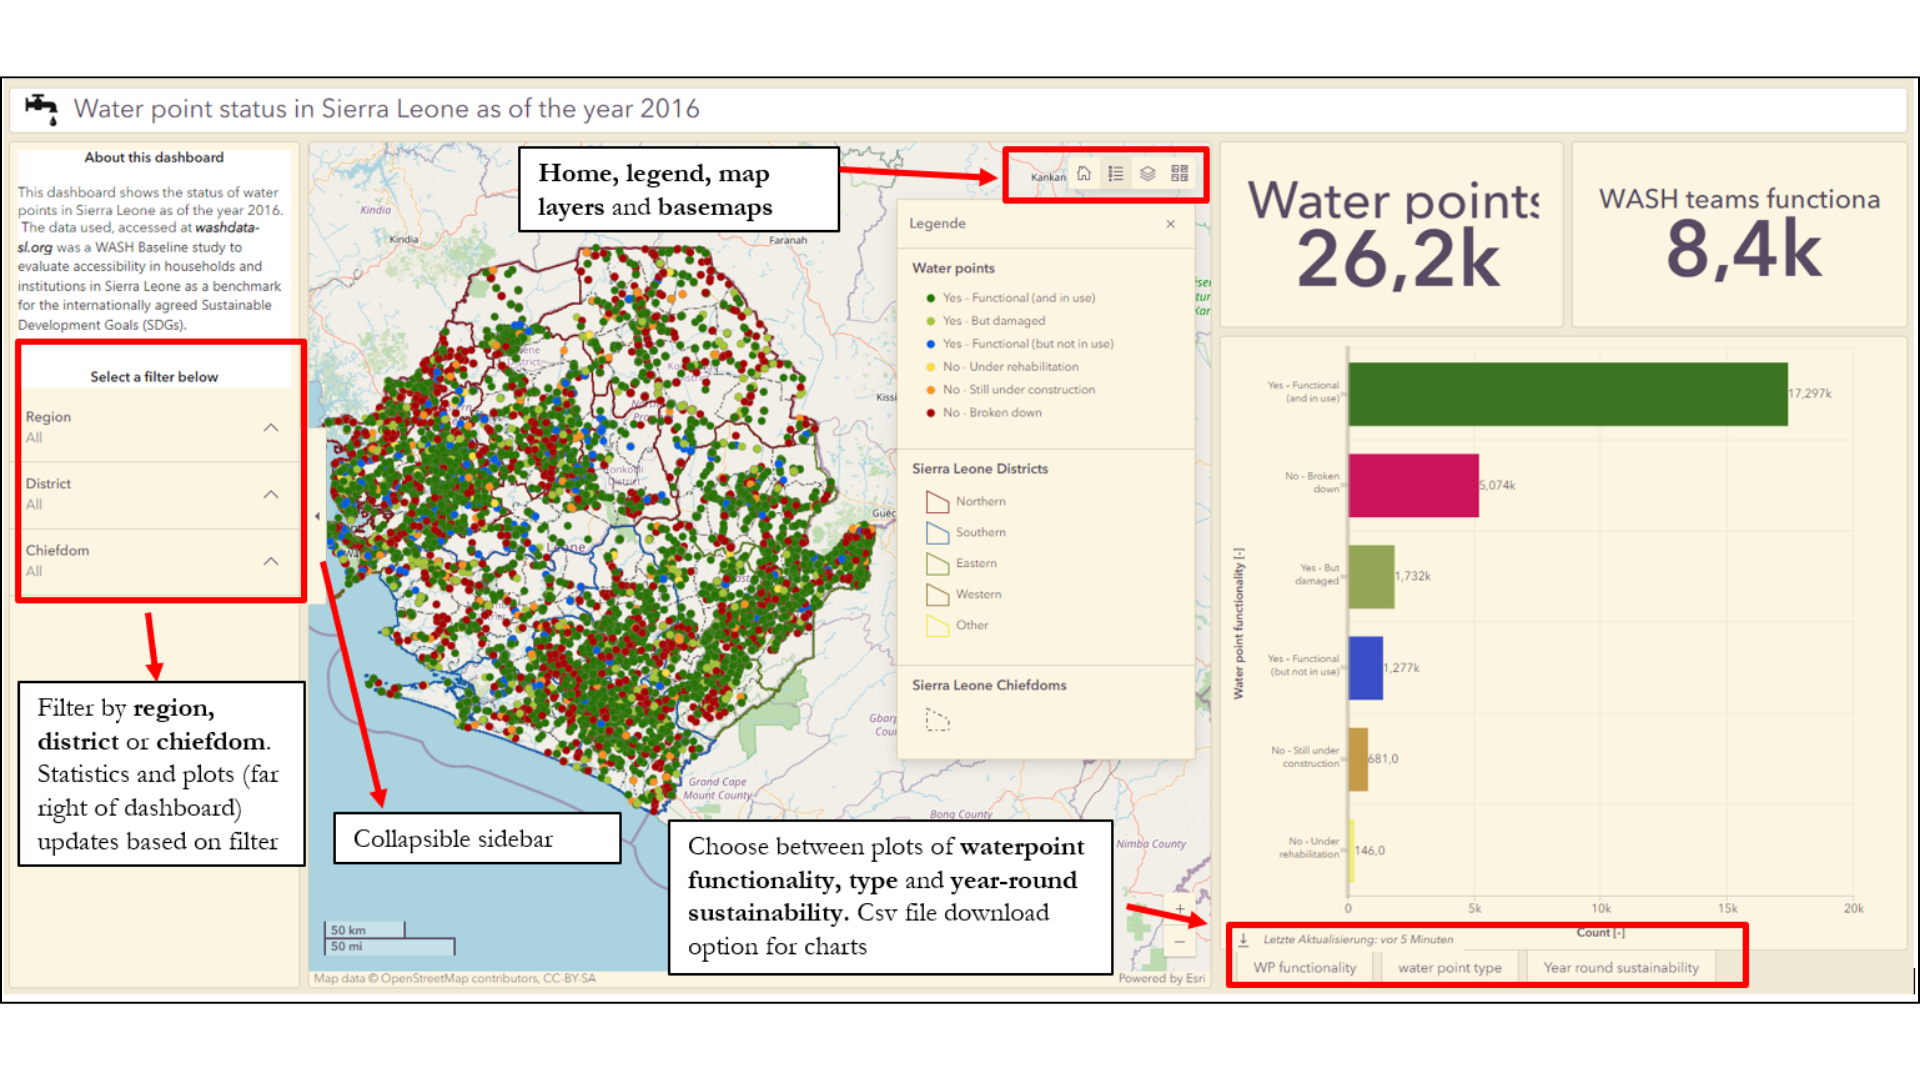 Water point status in Sierra Leone as of the year 2016
About this dashboard
This dashboard shows the status of water
points in Sierra Leone as of the year 2016.
The data used, accessed at washdata-
sl.org was a WASH Baseline study to
evaluate accessibility in households and
institutions in Sierra Leone as a benchmark
for the internationally agreed Sustainable
Development Goals (SDGs).
Select a filter below
Region
All
District
All
Chiefdom
All
Filter by region,
district or chiefdom.
Statistics and plots (far
right of dashboard)
updates based on filter
Home, legend, map
layers and basemaps
Kankan
Kindia
Kindia
Faranah
Kissi
Guéc
Leone
District
Grand Cape
Mount County
Gbarp
Cour
Bong County
Nimba County
Legende
Water points
Yes - Functional (and in use)
Yes - But damaged
Yes - Functional (but not in use)
No - Under rehabilitation
No - Still under construction
No - Broken down
Sierra Leone Districts
Northern
Southern
Eastern
Western
Other
Sierra Leone Chiefdoms
Collapsible sidebar
Choose between plots of waterpoint
functionality, type and year-round
sustainability. Csv file download
option for charts
50 km
50 mi
Map data © OpenStreetMap contributors, CC-BY-SA
Powered by Esri
Water points
26,2k
WASH teams functiona
8,4k
Water point functionality [-]
Yes – Functional
(and in use)
17,297k
No - Broken
down
5,074k
Yes - But
damaged
1,732k
Yes – Functional
(but not in use)
1,277k
No - Still under
construction
681,0
No - Under
rehabilitation
146,0
0 5k 10k 15k 20k
Count [-]
Letzte Aktualisierung: vor 5 Minuten
WP functionality water point type Year round sustainability